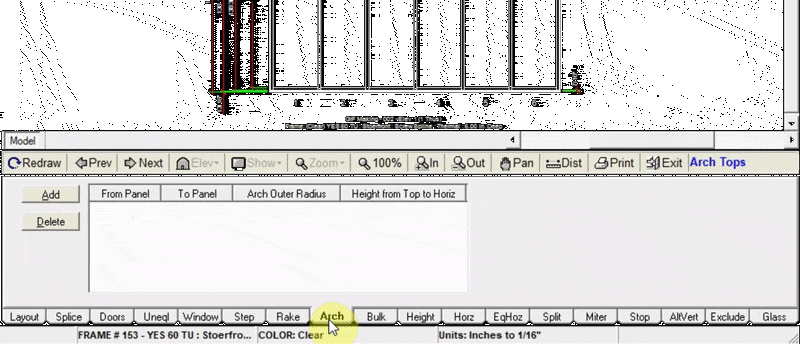 Model
Redraw Prev Next Elev Show Zoom 100% In Out Pan Dist Print Exit Arch Tops
Add From Panel To Panel Arch Outer Radius Height from Top to Horiz
Delete
Layout Splice Doors Uneql Window Step Rake Arch Bulk Height Horz EqHoz Split Miter Stop AltVert Exclude Glass
FRAME # 153 - YES 60 TU : Stoerfro... COLOR: Clear Units: Inches to 1/16"